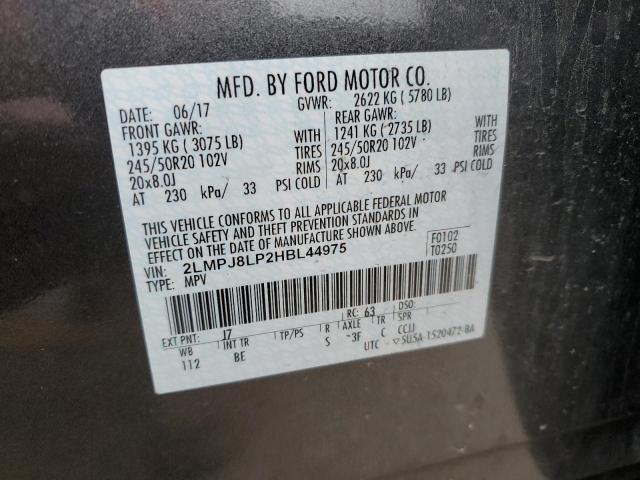 MFD. BY FORD MOTOR CO.
DATE: 06/17 GVWR: 2622 KG ( 5780 LB)
FRONT GAWR: REAR GAWR:
1395 KG ( 3075 LB) WITH 1241 KG ( 2735 LB) WITH
245/50R20 102V TIRES 245/50R20 102V TIRES
20x8.0J RIMS 20x8.0J RIMS
AT 230 kPa/ 33 PSI COLD AT 230 kPa/ 33 PSI COLD
THIS VEHICLE CONFORMS TO ALL APPLICABLE FEDERAL MOTOR
VEHICLE SAFETY AND THEFT PREVENTION STANDARDS IN
EFFECT ON THE DATE OF MANUFACTURE SHOWN ABOVE.
VIN: 2LMPJ8LP2HBL44975 F0102
TYPE: MPV T0250
RC: 63 DSO:
EXT PNT: 17 R AXLE TR SPR
WB INT TR TP/PS S 3F C CCJJ
112 BE UTC